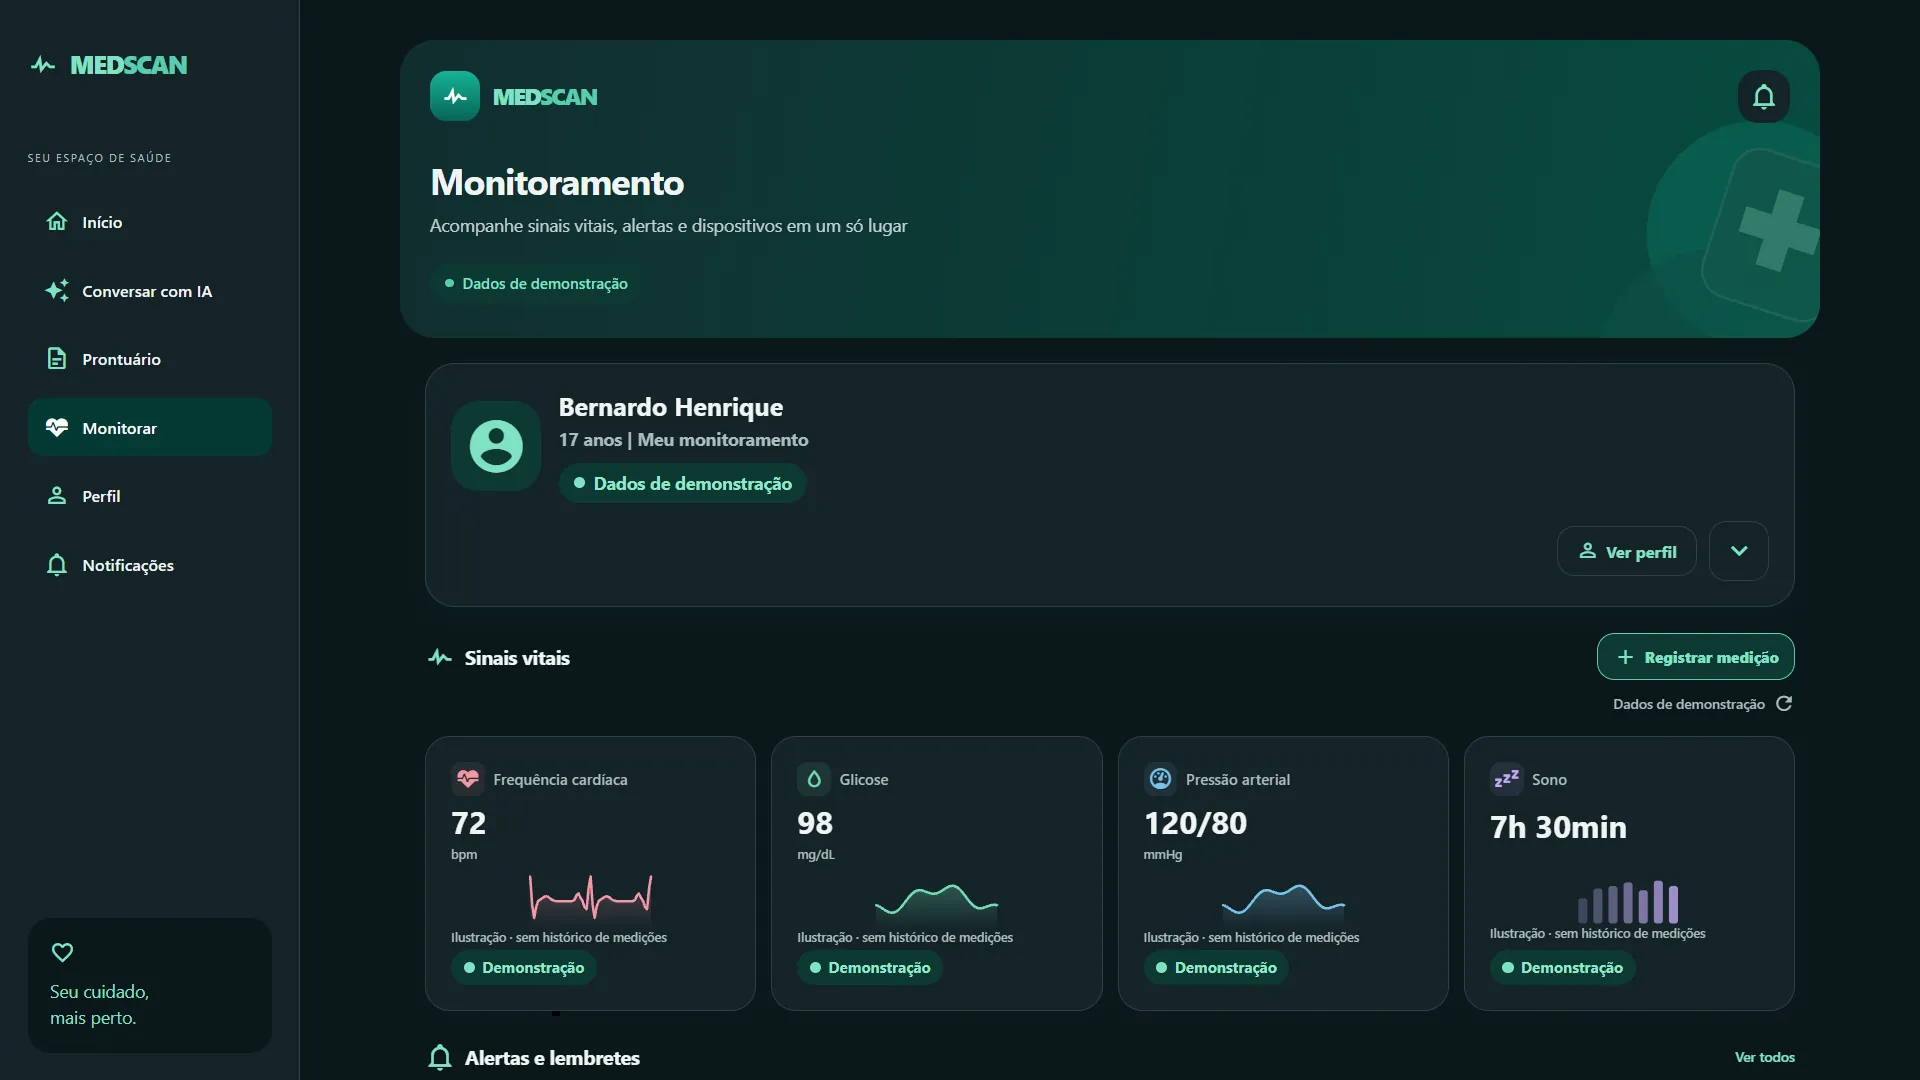 MEDSCAN
SEU ESPAÇO DE SAÚDE
Início
Conversar com IA
Prontuário
Monitorar
Perfil
Notificações
Seu cuidado,
mais perto.
MEDSCAN
Monitoramento
Acompanhe sinais vitais, alertas e dispositivos em um só lugar
Dados de demonstração
Bernardo Henrique
17 anos | Meu monitoramento
Dados de demonstração
Ver perfil
Sinais vitais
Registrar medição
Dados de demonstração
Frequência cardíaca
72
bpm
Ilustração · sem histórico de medições
Demonstração
Glicose
98
mg/dL
Ilustração · sem histórico de medições
Demonstração
Pressão arterial
120/80
mmHg
Ilustração · sem histórico de medições
Demonstração
zzZ Sono
7h 30min
Ilustração · sem histórico de medições
Demonstração
Alertas e lembretes
Ver todos